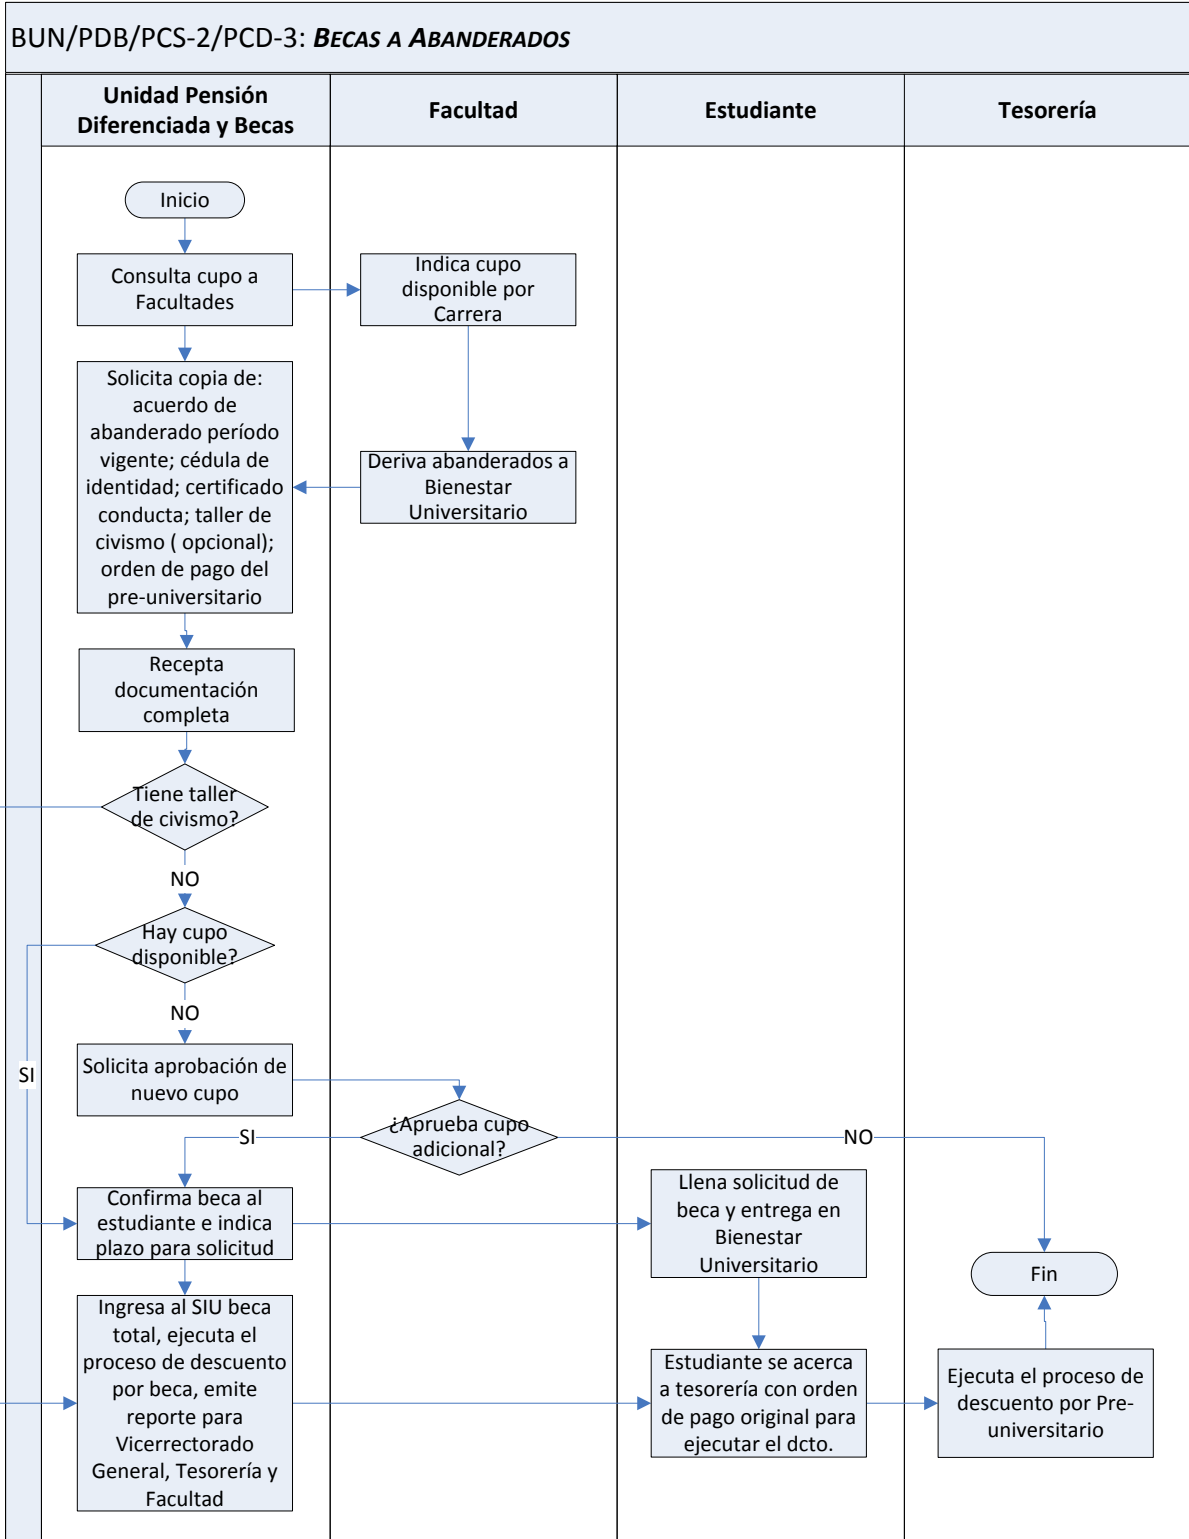 BUN/PDB/PCS-2/PCD-3: BECAS A ABANDERADOS
Unidad Pensión
Diferenciada y Becas
Facultad
Estudiante
Tesorería
Inicio
Consulta cupo a
Facultades
Indica cupo
disponible por
Carrera
Solicita copia de:
acuerdo de
abanderado período
vigente; cédula de
identidad; certificado
conducta; taller de
civismo ( opcional);
orden de pago del
pre-universitario
Deriva abanderados a
Bienestar
Universitario
Recepta
documentación
completa
Tiene taller
de civismo?
NO
Hay cupo
disponible?
NO
SI
Solicita aprobación de
nuevo cupo
¿Aprueba cupo
adicional?
SI
NO
Confirma beca al
estudiante e indica
plazo para solicitud
Llena solicitud de
beca y entrega en
Bienestar
Universitario
Fin
Ingresa al SIU beca
total, ejecuta el
proceso de descuento
por beca, emite
reporte para
Vicerrectorado
General, Tesorería y
Facultad
Estudiante se acerca
a tesorería con orden
de pago original para
ejecutar el dcto.
Ejecuta el proceso de
descuento por Pre-
universitario